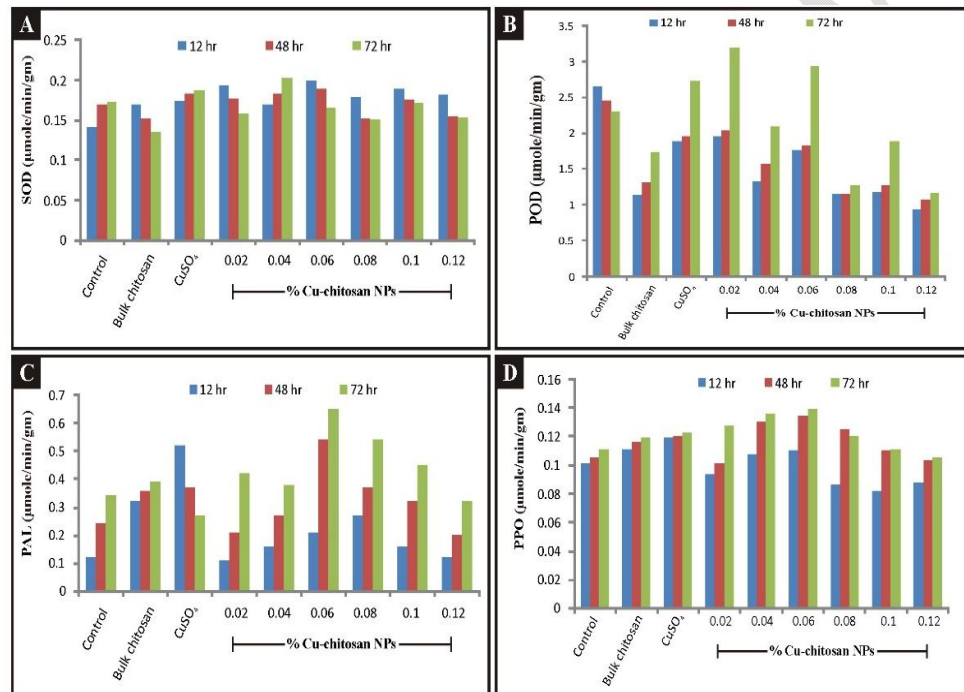 A
SOD (µmole/min/gm)
12 hr 48 hr 72 hr
0.25
0.2
0.15
0.1
0.05
0
Control
Bulk chitosan
CuSO₄
0.02 0.04 0.06 0.08 0.1 0.12
% Cu-chitosan NPs
B
POD (µmole/min/gm)
12 hr 48 hr 72 hr
3.5
3
2.5
2
1.5
1
0.5
0
Control
Bulk chitosan
CuSO₄
0.02 0.04 0.06 0.08 0.1 0.12
% Cu-chitosan NPs
C
PAL (µmole/min/gm)
12 hr 48 hr 72 hr
0.7
0.6
0.5
0.4
0.3
0.2
0.1
0
Control
Bulk chitosan
CuSO₄
0.02 0.04 0.06 0.08 0.1 0.12
% Cu-chitosan NPs
D
PPO (µmole/min/gm)
12 hr 48 hr 72 hr
0.16
0.14
0.12
0.1
0.08
0.06
0.04
0.02
0
Control
Bulk chitosan
CuSO₄
0.02 0.04 0.06 0.08 0.1 0.12
% Cu-chitosan NPs